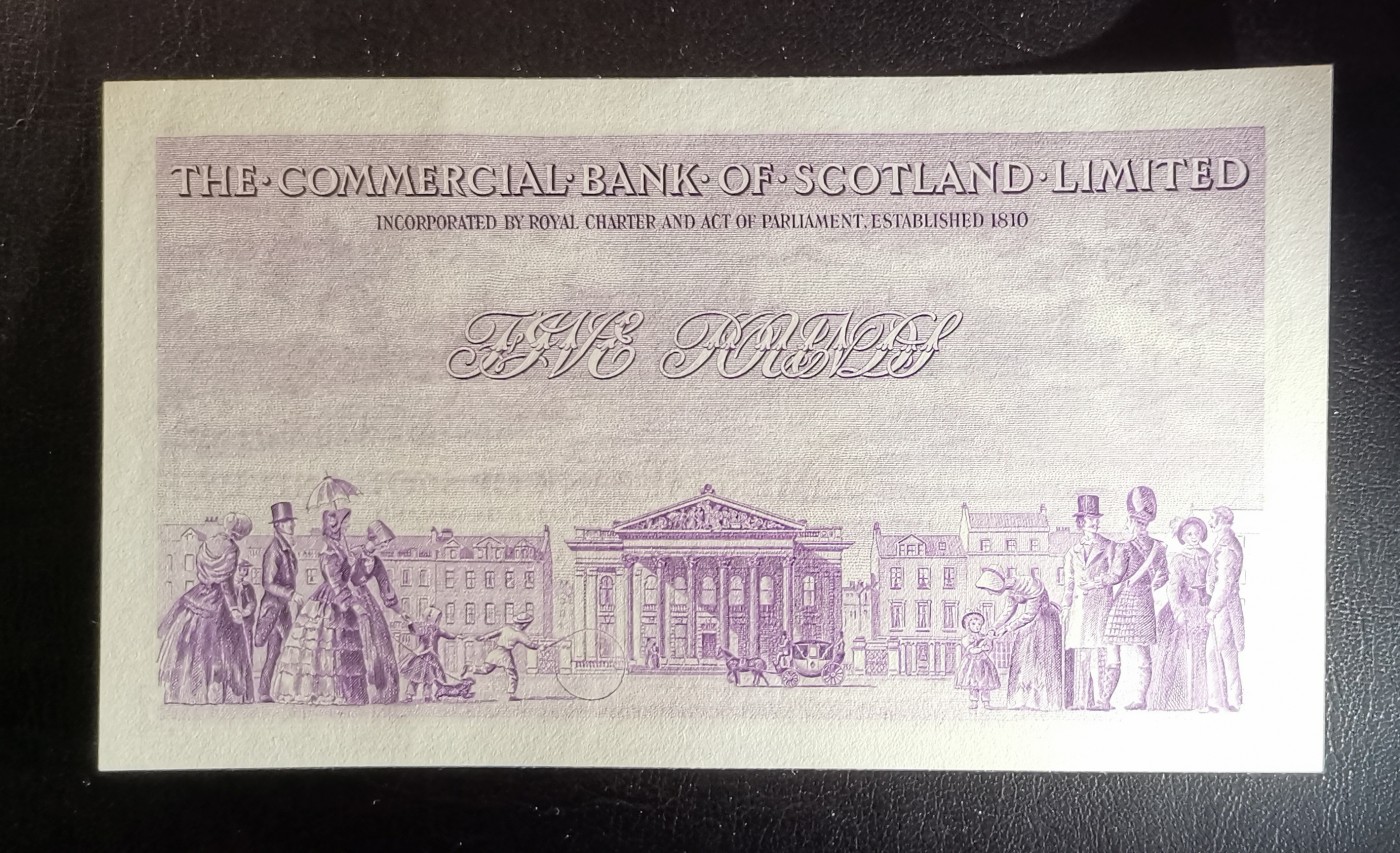 THE·COMMERCIAL·BANK·OF·SCOTLAND·LIMITED
INCORPORATED BY ROYAL CHARTER AND ACT OF PARLIAMENT. ESTABLISHED 1810
FIVE POUNDS